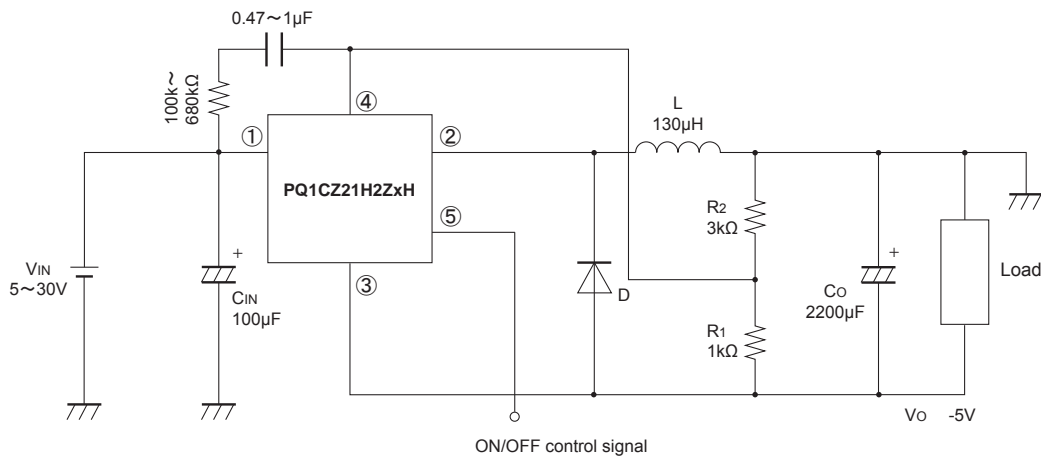 0.47～1μF
100k～
680kΩ
④
L
130μH
①
②
PQ1CZ21H2ZxH
R2
3kΩ
⑤
VIN
5～30V
CIN
100μF
③
D
CO
2200μF
Load
R1
1kΩ
VO -5V
ON/OFF control signal